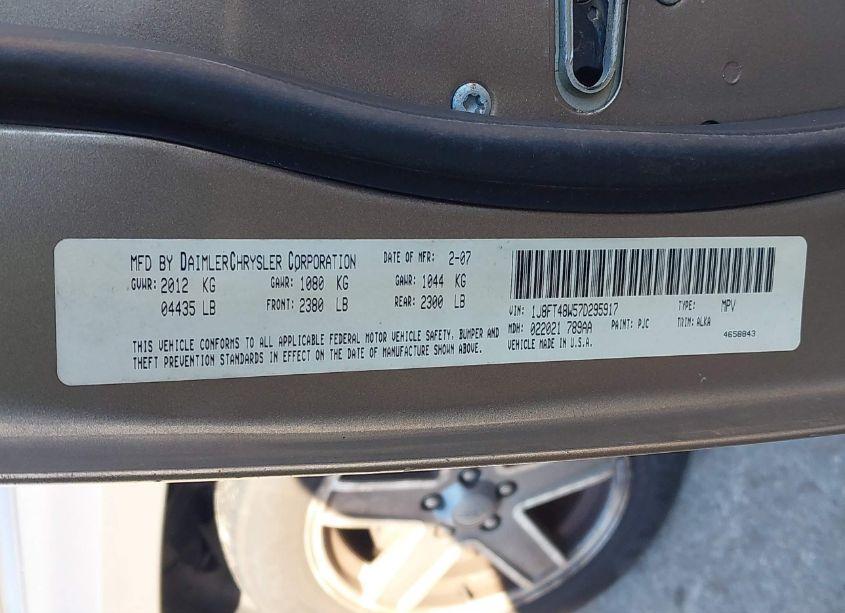 MFD BY DAIMLERCHRYSLER CORPORATION DATE OF MFR: 2-07
GVWR: 2012 KG GAWR: 1080 KG GAWR: 1044 KG
04435 LB FRONT: 2380 LB REAR: 2300 LB
THIS VEHICLE CONFORMS TO ALL APPLICABLE FEDERAL MOTOR VEHICLE SAFETY, BUMPER AND
THEFT PREVENTION STANDARDS IN EFFECT ON THE DATE OF MANUFACTURE SHOWN ABOVE.
VIN: 1J8FT48W57D295917 TYPE: MPV
MDH: 022021 789AA PAINT: PJC TRIM: ALKA
VEHICLE MADE IN U.S.A. 4658843